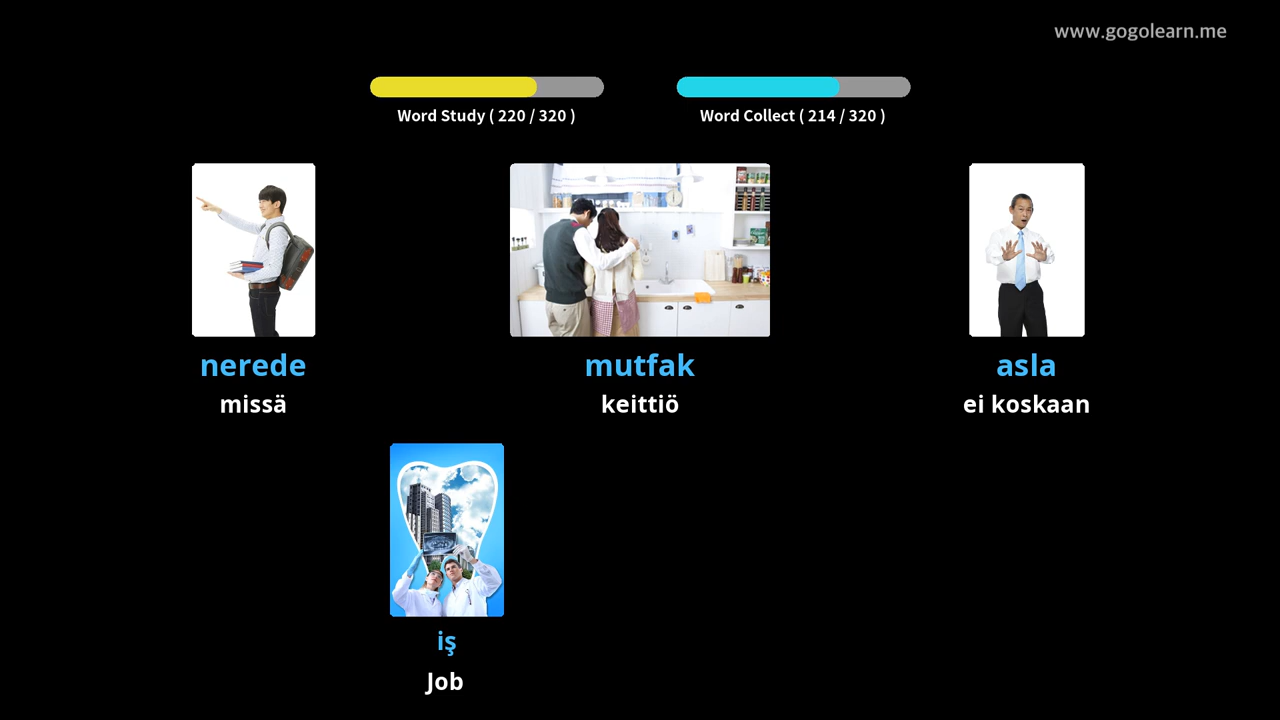 www.gogolearn.me
Word Study ( 220 / 320 )
Word Collect ( 214 / 320 )
nerede
missä
mutfak
keittiö
asla
ei koskaan
iş
Job